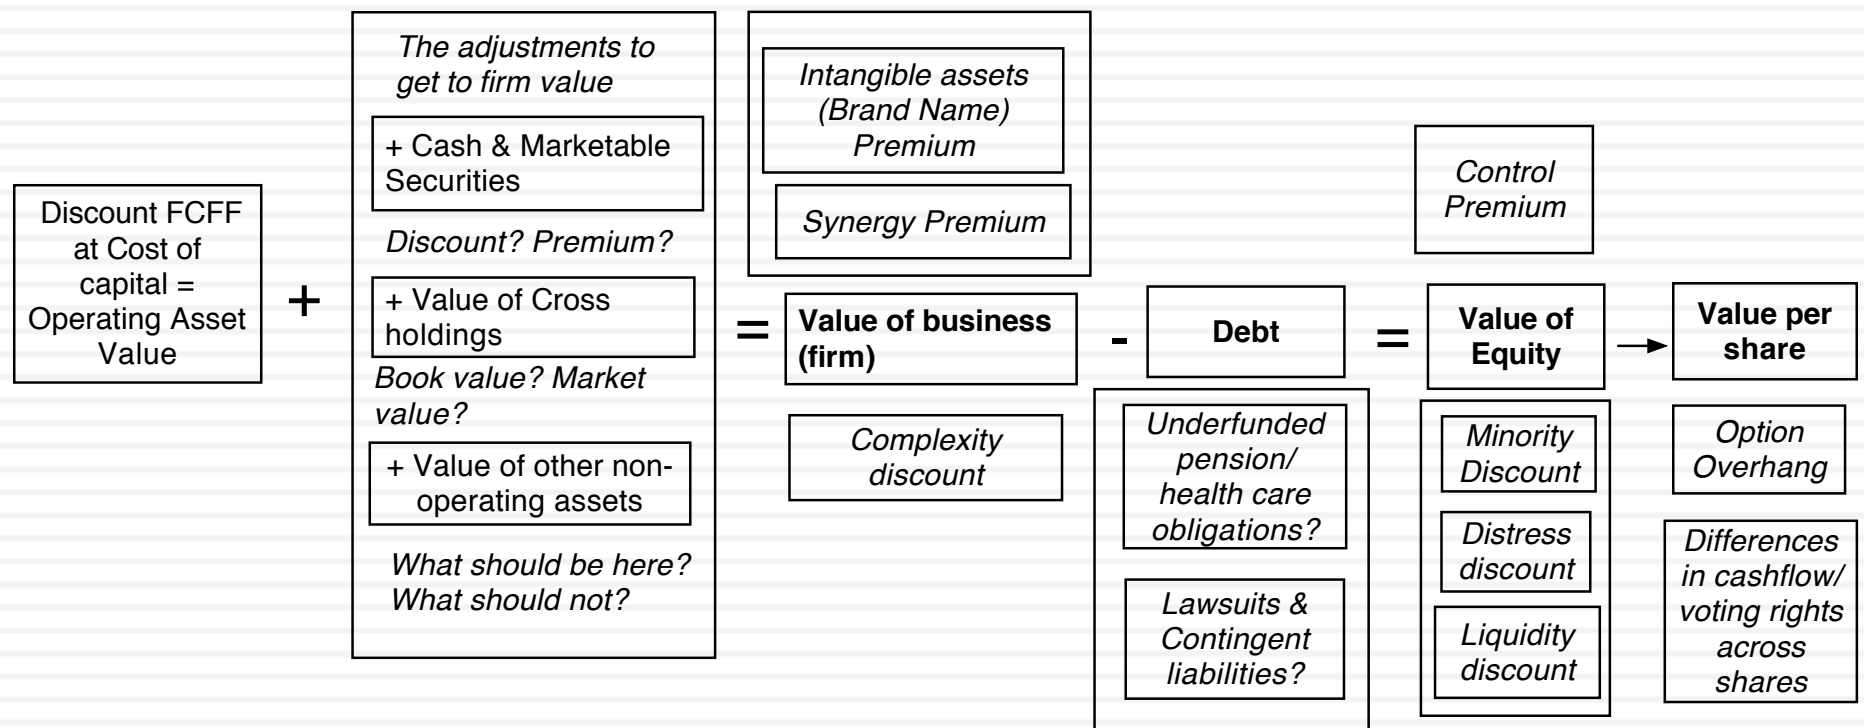 Discount FCFF
at Cost of
capital =
Operating Asset
Value
+
The adjustments to
get to firm value
+ Cash & Marketable
Securities
Discount? Premium?
+ Value of Cross
holdings
Book value? Market
value?
+ Value of other non-
operating assets
What should be here?
What should not?
=
Intangible assets
(Brand Name)
Premium
Synergy Premium
Value of business
(firm)
Complexity
discount
-
Debt
Underfunded
pension/
health care
obligations?
Lawsuits &
Contingent
liabilities?
=
Control
Premium
Value of
Equity
Minority
Discount
Distress
discount
Liquidity
discount
Value per
share
Option
Overhang
Differences
in cashflow/
voting rights
across
shares